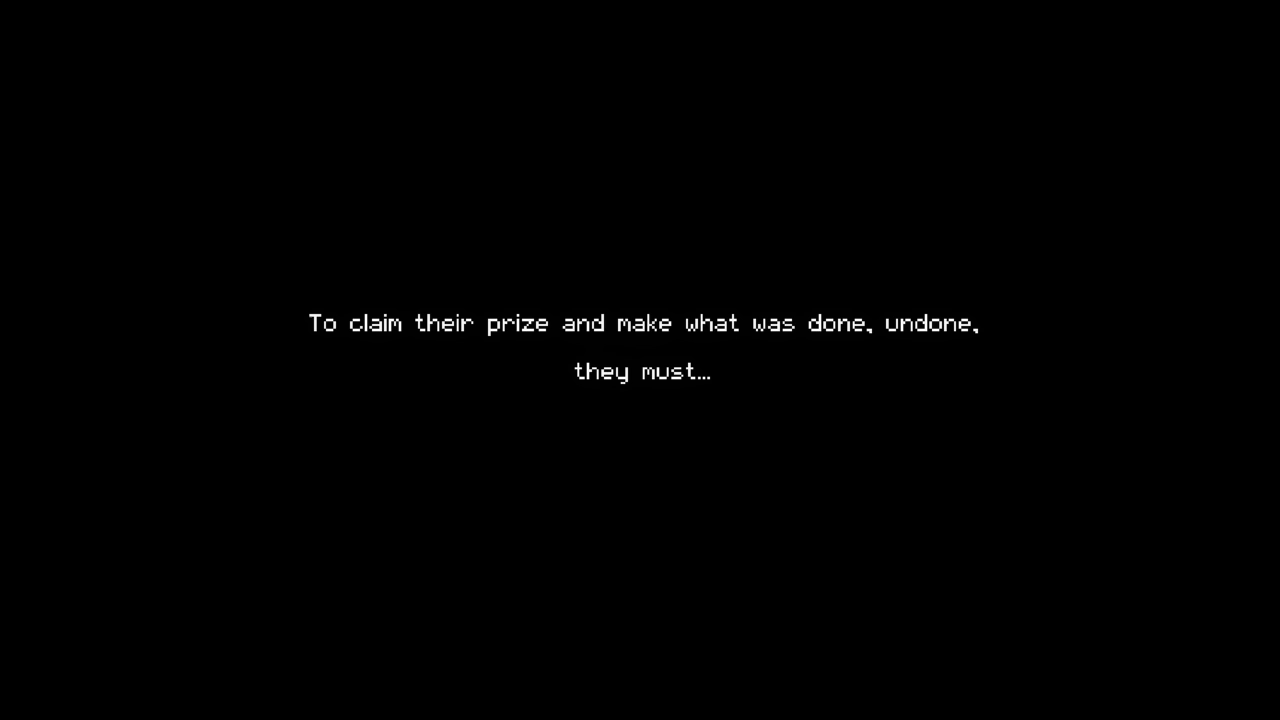 To claim their prize and make what was done, undone,
they must...